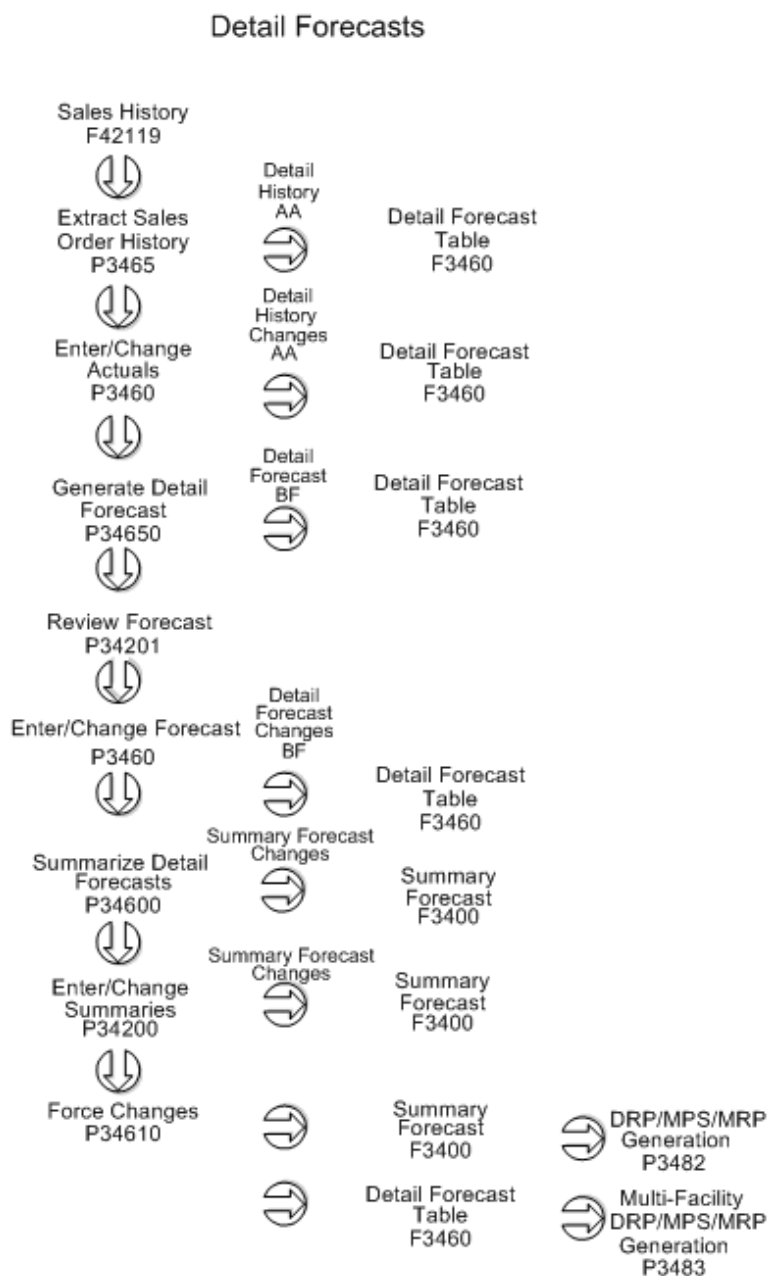 Detail Forecasts
Sales History
F42119
Detail
History
AA
Extract Sales
Order History
P3465
Detail Forecast
Table
F3460
Detail
History
Changes
AA
Enter/Change
Actuals
P3460
Detail Forecast
Table
F3460
Detail
Forecast
BF
Generate Detail
Forecast
P34650
Detail Forecast
Table
F3460
Review Forecast
P34201
Enter/Change Forecast
P3460
Detail
Forecast
Changes
BF
Detail Forecast
Table
F3460
Summary Forecast
Changes
Summarize Detail
Forecasts
P34600
Summary
Forecast
F3400
Summary Forecast
Changes
Enter/Change
Summaries
P34200
Summary
Forecast
F3400
Force Changes
P34610
Summary
Forecast
F3400
DRP/MPS/MRP
Generation
P3482
Detail Forecast
Table
F3460
Multi-Facility
DRP/MPS/MRP
Generation
P3483